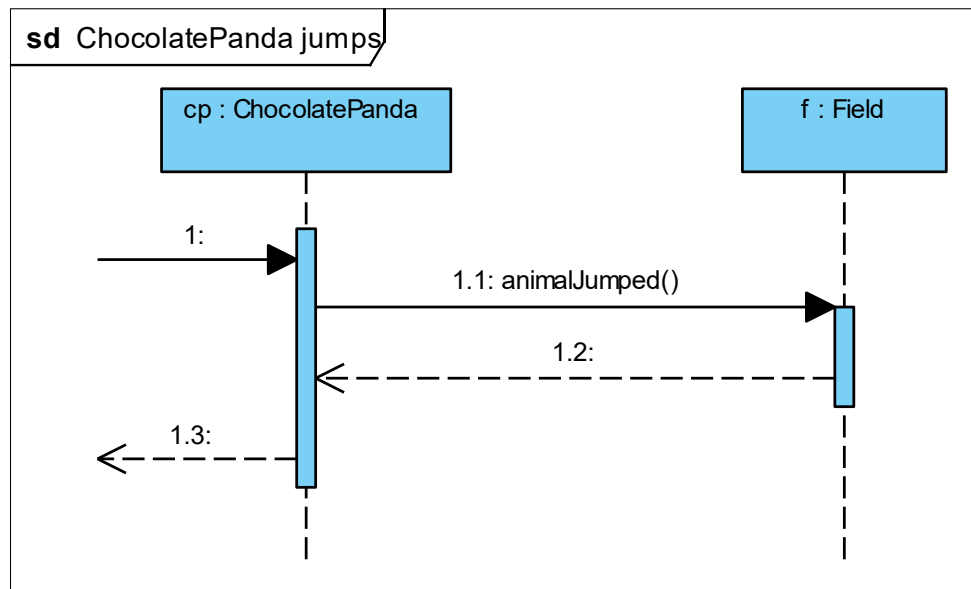 sd ChocolatePanda jumps
cp : ChocolatePanda
f : Field
1:
1.1: animalJumped()
1.2:
1.3: